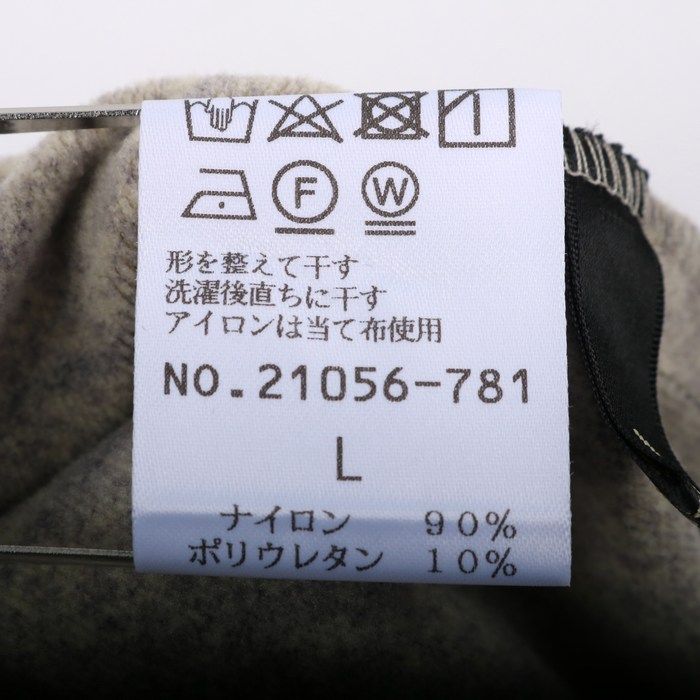 F W
形を整えて干す
洗濯後直ちに干す
アイロンは当て布使用
NO.21056-781
L
ナイロン 90%
ポリウレタン 10%